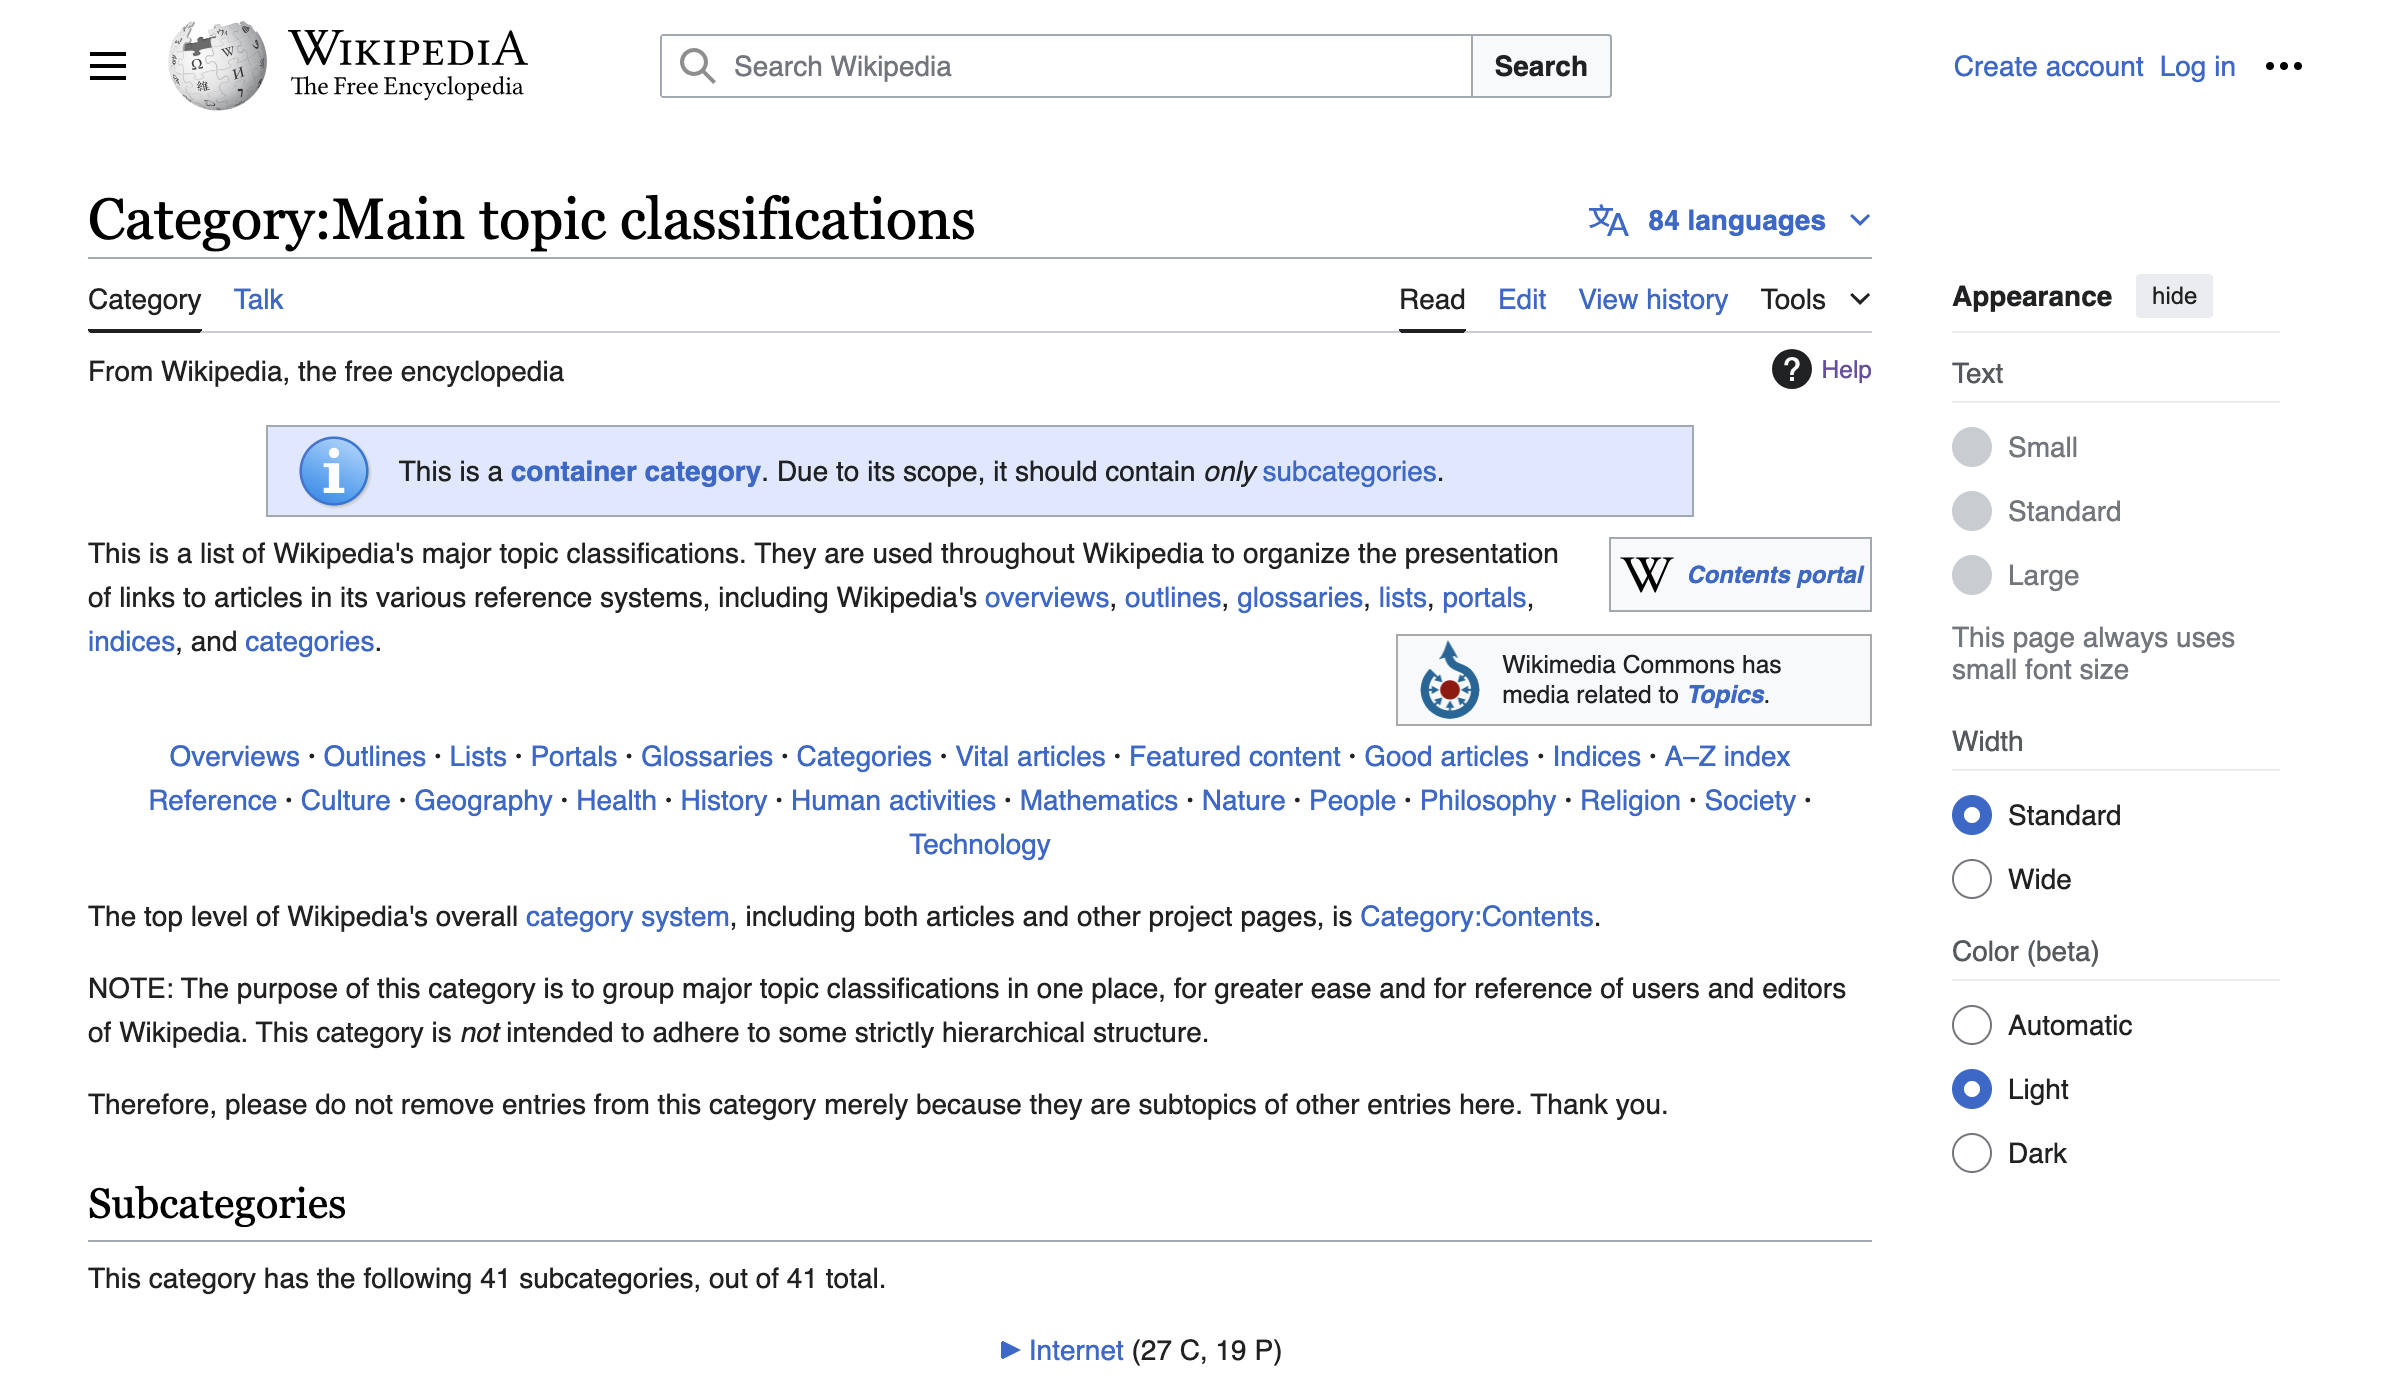 WIKIPEDIA
The Free Encyclopedia
Search Wikipedia
Search
Create account Log in
Category:Main topic classifications
84 languages
Category Talk
Read Edit View history Tools
From Wikipedia, the free encyclopedia
Help
This is a container category. Due to its scope, it should contain only subcategories.
This is a list of Wikipedia's major topic classifications. They are used throughout Wikipedia to organize the presentation
of links to articles in its various reference systems, including Wikipedia's overviews, outlines, glossaries, lists, portals,
indices, and categories.
Contents portal
Wikimedia Commons has
media related to Topics.
Overviews · Outlines · Lists · Portals · Glossaries · Categories · Vital articles · Featured content · Good articles · Indices · A–Z index
Reference · Culture · Geography · Health · History · Human activities · Mathematics · Nature · People · Philosophy · Religion · Society ·
Technology
The top level of Wikipedia's overall category system, including both articles and other project pages, is Category:Contents.
NOTE: The purpose of this category is to group major topic classifications in one place, for greater ease and for reference of users and editors
of Wikipedia. This category is not intended to adhere to some strictly hierarchical structure.
Therefore, please do not remove entries from this category merely because they are subtopics of other entries here. Thank you.
Subcategories
This category has the following 41 subcategories, out of 41 total.
► Internet (27 C, 19 P)
Appearance hide
Text
Small
Standard
Large
This page always uses
small font size
Width
Standard
Wide
Color (beta)
Automatic
Light
Dark